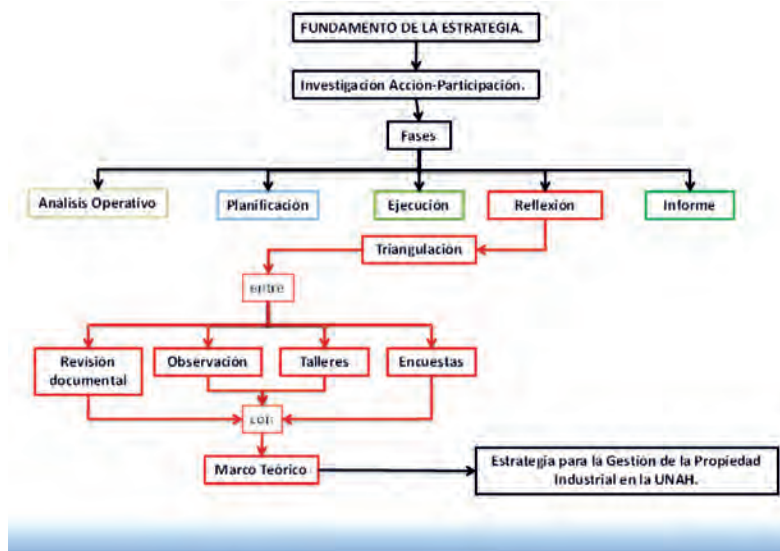 FUNDAMENTO DE LA ESTRATEGIA.
Investigación Acción-Participación.
Fases
Análisis Operativo
Planificación
Ejecución
Reflexión
Informe
Triangulación
entre
Revisión
documental
Observación
Talleres
Encuestas
con
Marco Teórico
Estrategia para la Gestión de la Propiedad
Industrial en la UNAH.